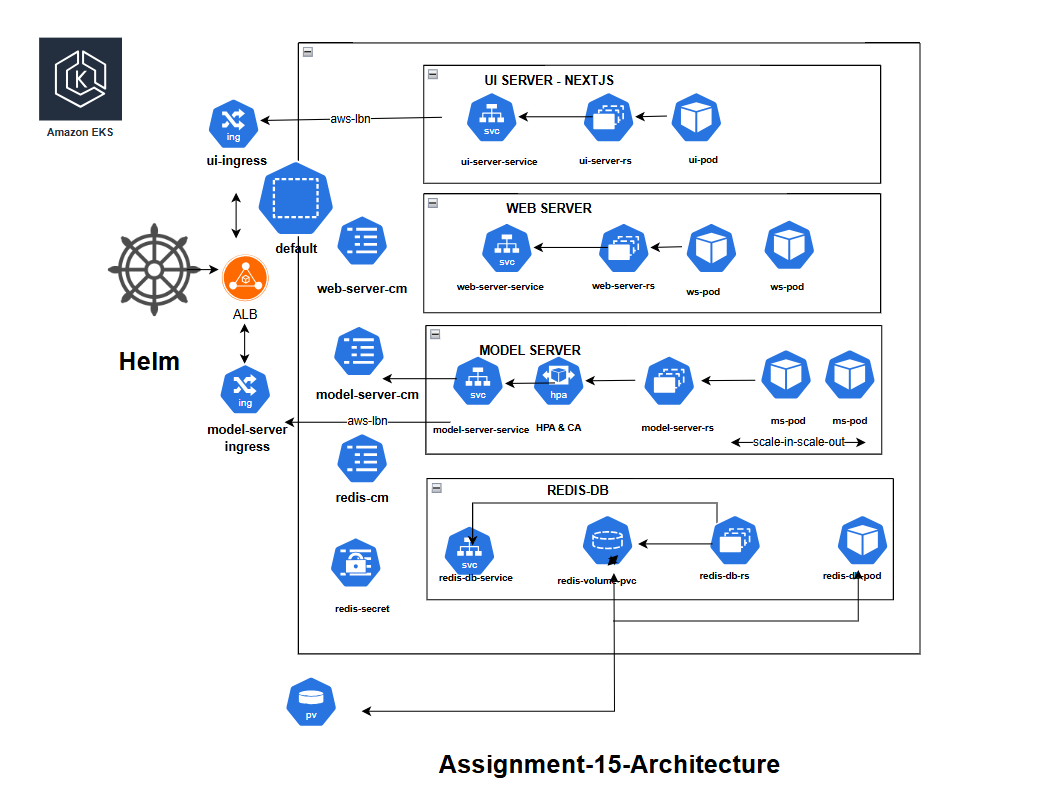 Amazon EKS
ing
ui-ingress
aws-lbn
UI SERVER - NEXTJS
svc
ui-server-service
ui-server-rs
ui-pod
default
web-server-cm
WEB SERVER
svc
web-server-service
web-server-rs
ws-pod
ws-pod
Helm
ALB
ing
model-server
ingress
aws-lbn
model-server-cm
MODEL SERVER
svc
model-server-service
hpa
HPA & CA
model-server-rs
ms-pod
ms-pod
scale-in-scale-out
redis-cm
redis-secret
REDIS-DB
svc
redis-db-service
redis-volume-pvc
redis-db-rs
redis-db-pod
pv
Assignment-15-Architecture